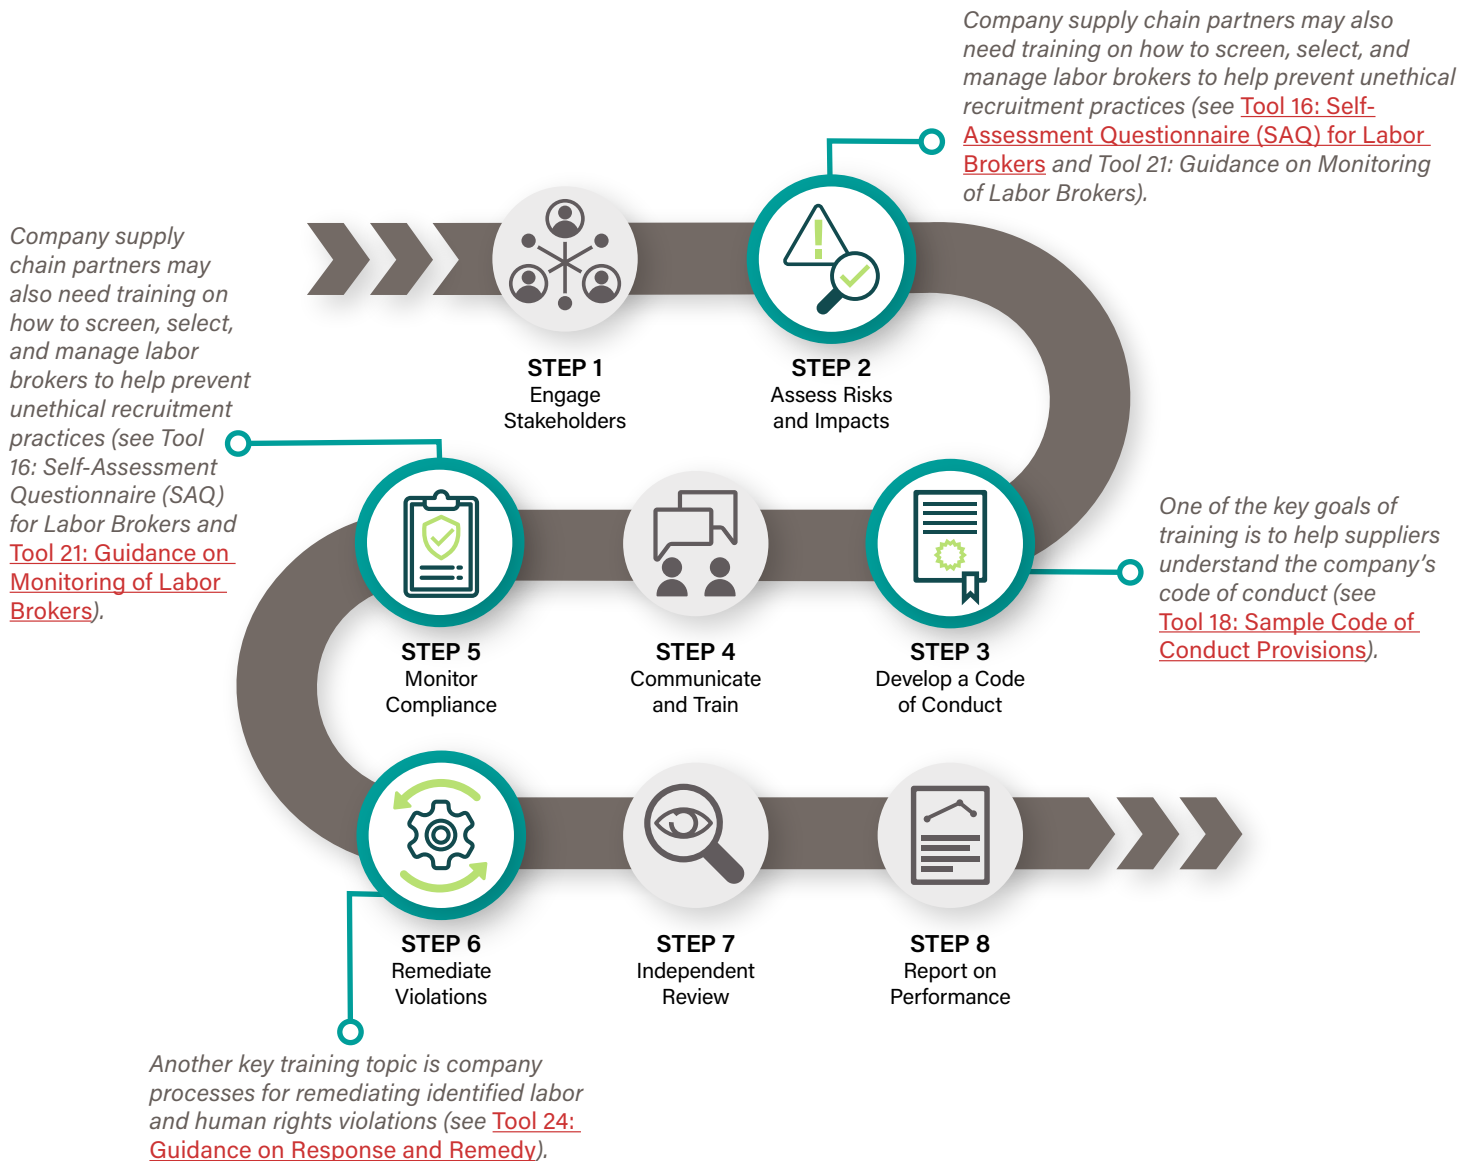 Company supply chain partners may also
need training on how to screen, select, and
manage labor brokers to help prevent unethical
recruitment practices (see Tool 16: Self-
Assessment Questionnaire (SAQ) for Labor
Brokers and Tool 21: Guidance on Monitoring
of Labor Brokers).
STEP 1
Engage
Stakeholders
STEP 2
Assess Risks
and Impacts
Company supply
chain partners may
also need training on
how to screen, select,
and manage labor
brokers to help prevent
unethical recruitment
practices (see Tool
16: Self-Assessment
Questionnaire (SAQ)
for Labor Brokers and
Tool 21: Guidance on
Monitoring of Labor
Brokers).
One of the key goals of
training is to help suppliers
understand the company’s
code of conduct (see
Tool 18: Sample Code of
Conduct Provisions).
STEP 3
Develop a Code
of Conduct
STEP 4
Communicate
and Train
STEP 5
Monitor
Compliance
STEP 6
Remediate
Violations
STEP 7
Independent
Review
STEP 8
Report on
Performance
Another key training topic is company
processes for remediating identified labor
and human rights violations (see Tool 24:
Guidance on Response and Remedy).